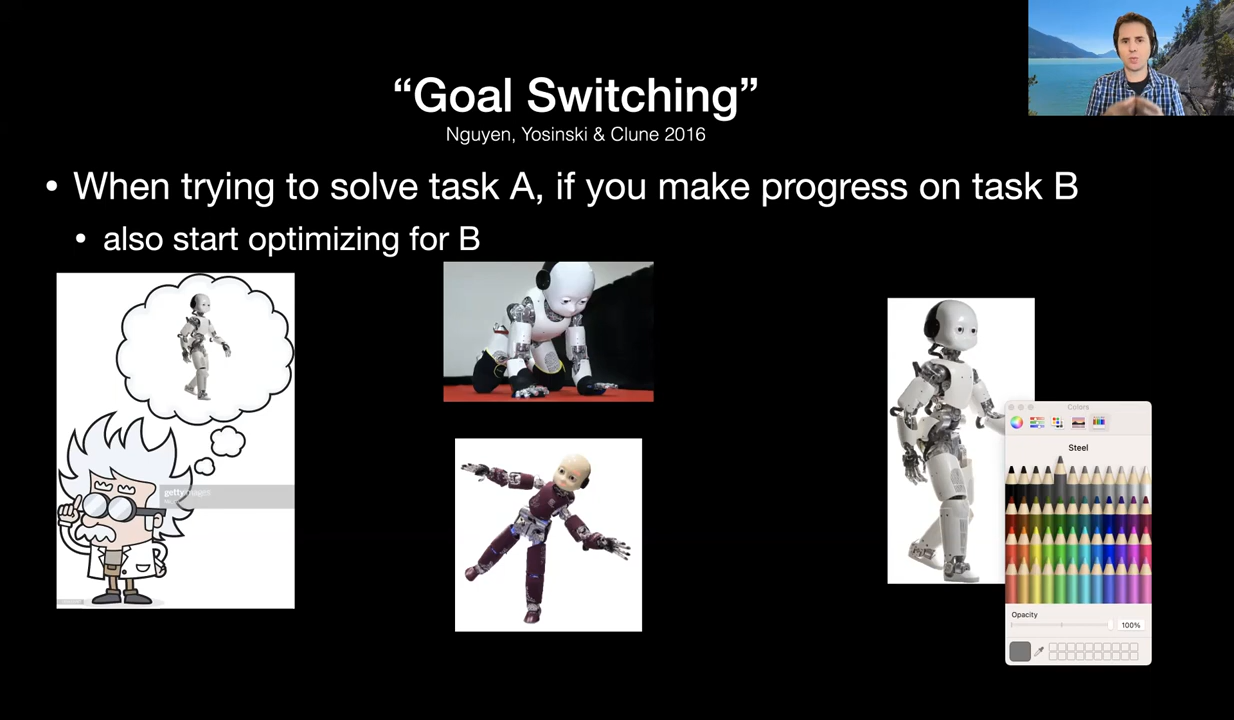 “Goal Switching”
Nguyen, Yosinski & Clune 2016
• When trying to solve task A, if you make progress on task B
• also start optimizing for B
gettyimages
Colors
Steel
Opacity
100%